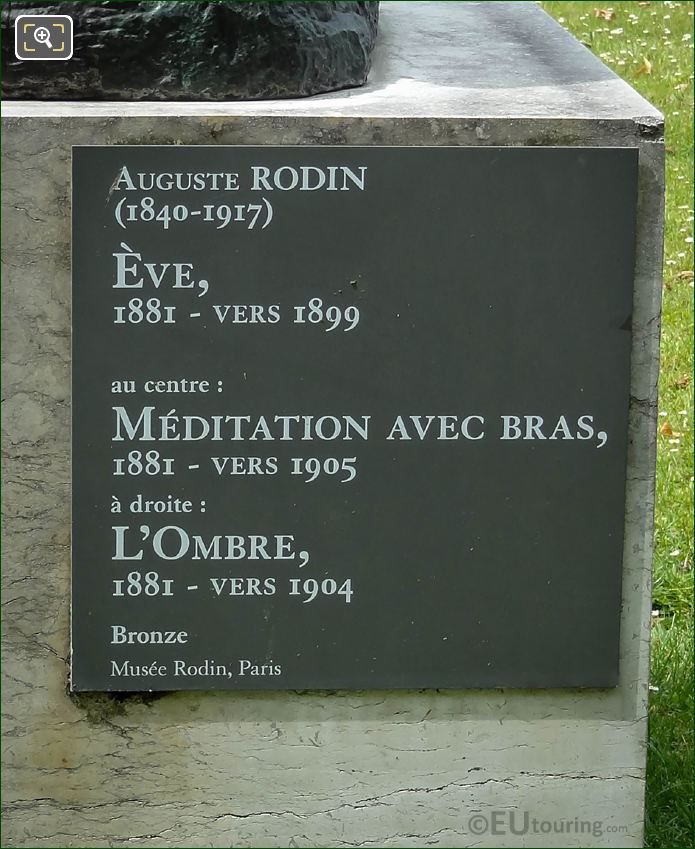 Auguste RODIN
(1840-1917)
Ève,
1881 - vers 1899
au centre :
Méditation avec bras,
1881 - vers 1905
à droite :
L'Ombre,
1881 - vers 1904
Bronze
Musée Rodin, Paris
©EUtouring.com